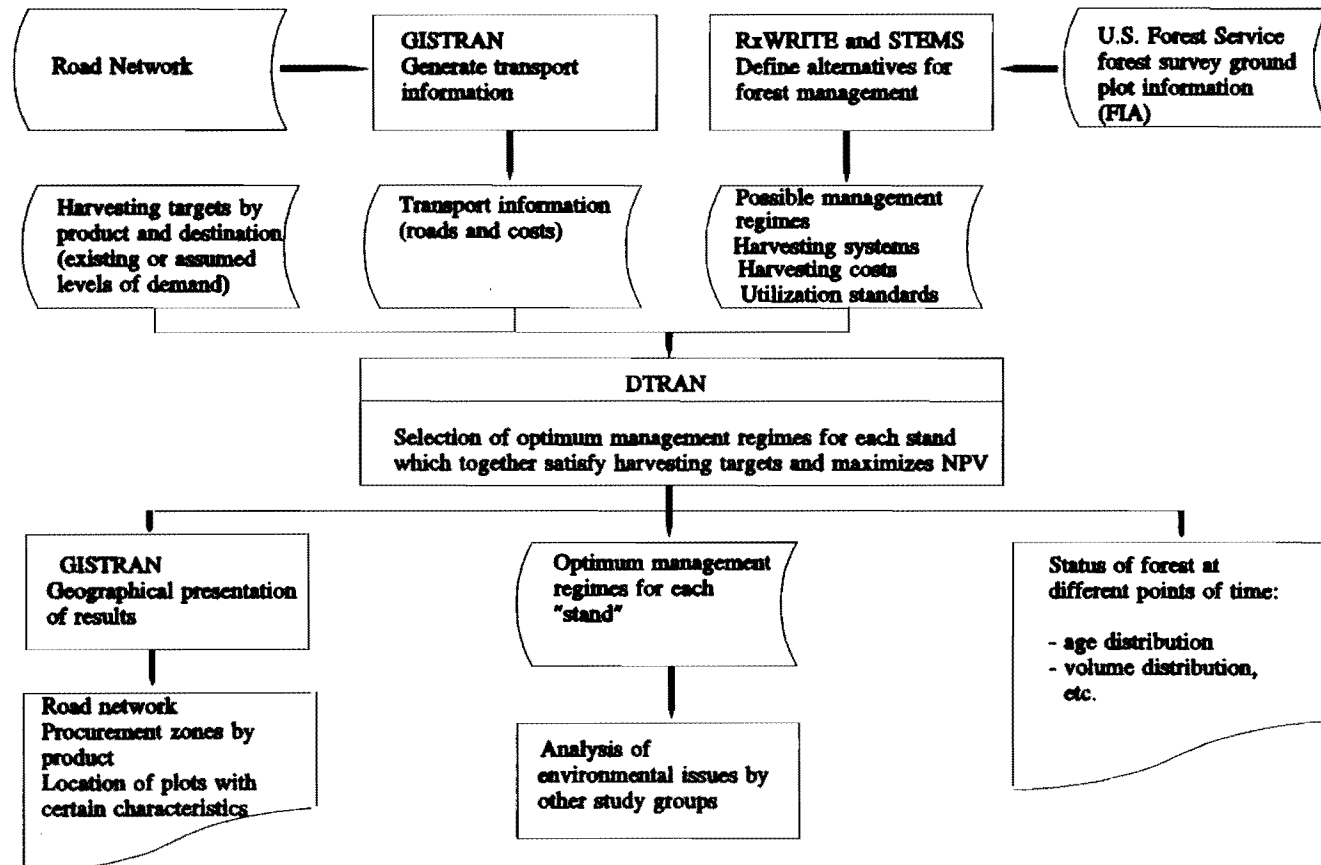 Road Network
GISTRAN
Generate transport
information
RxWRITE and STEMS
Define alternatives for
forest management
U.S. Forest Service
forest survey ground
plot information
(FIA)
Harvesting targets by
product and destination
(existing or assumed
levels of demand)
Transport information
(roads and costs)
Possible management
regimes
Harvesting systems
Harvesting costs
Utilization standards
DTRAN
Selection of optimum management regimes for each stand
which together satisfy harvesting targets and maximizes NPV
GISTRAN
Geographical presentation
of results
Optimum management
regimes for each
"stand"
Status of forest at
different points of time:
- age distribution
- volume distribution,
etc.
Road network
Procurement zones by
product
Location of plots with
certain characteristics
Analysis of
environmental issues by
other study groups